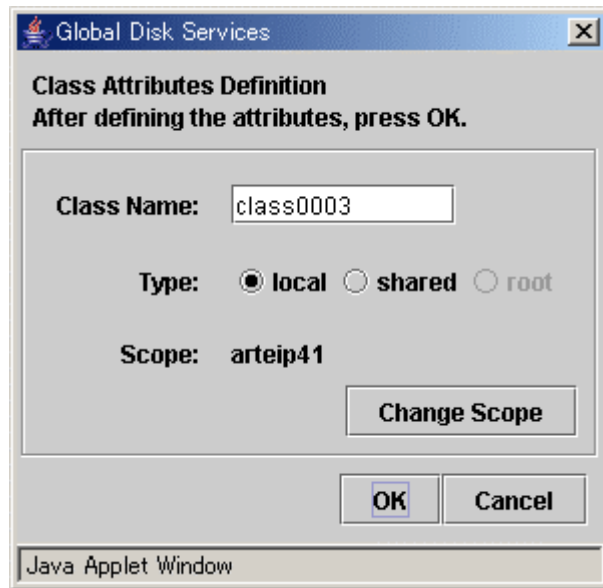 Global Disk Services
Class Attributes Definition
After defining the attributes, press OK.
Class Name: class0003
Type: local shared root
Scope: arteip41
Change Scope
OK Cancel
Java Applet Window